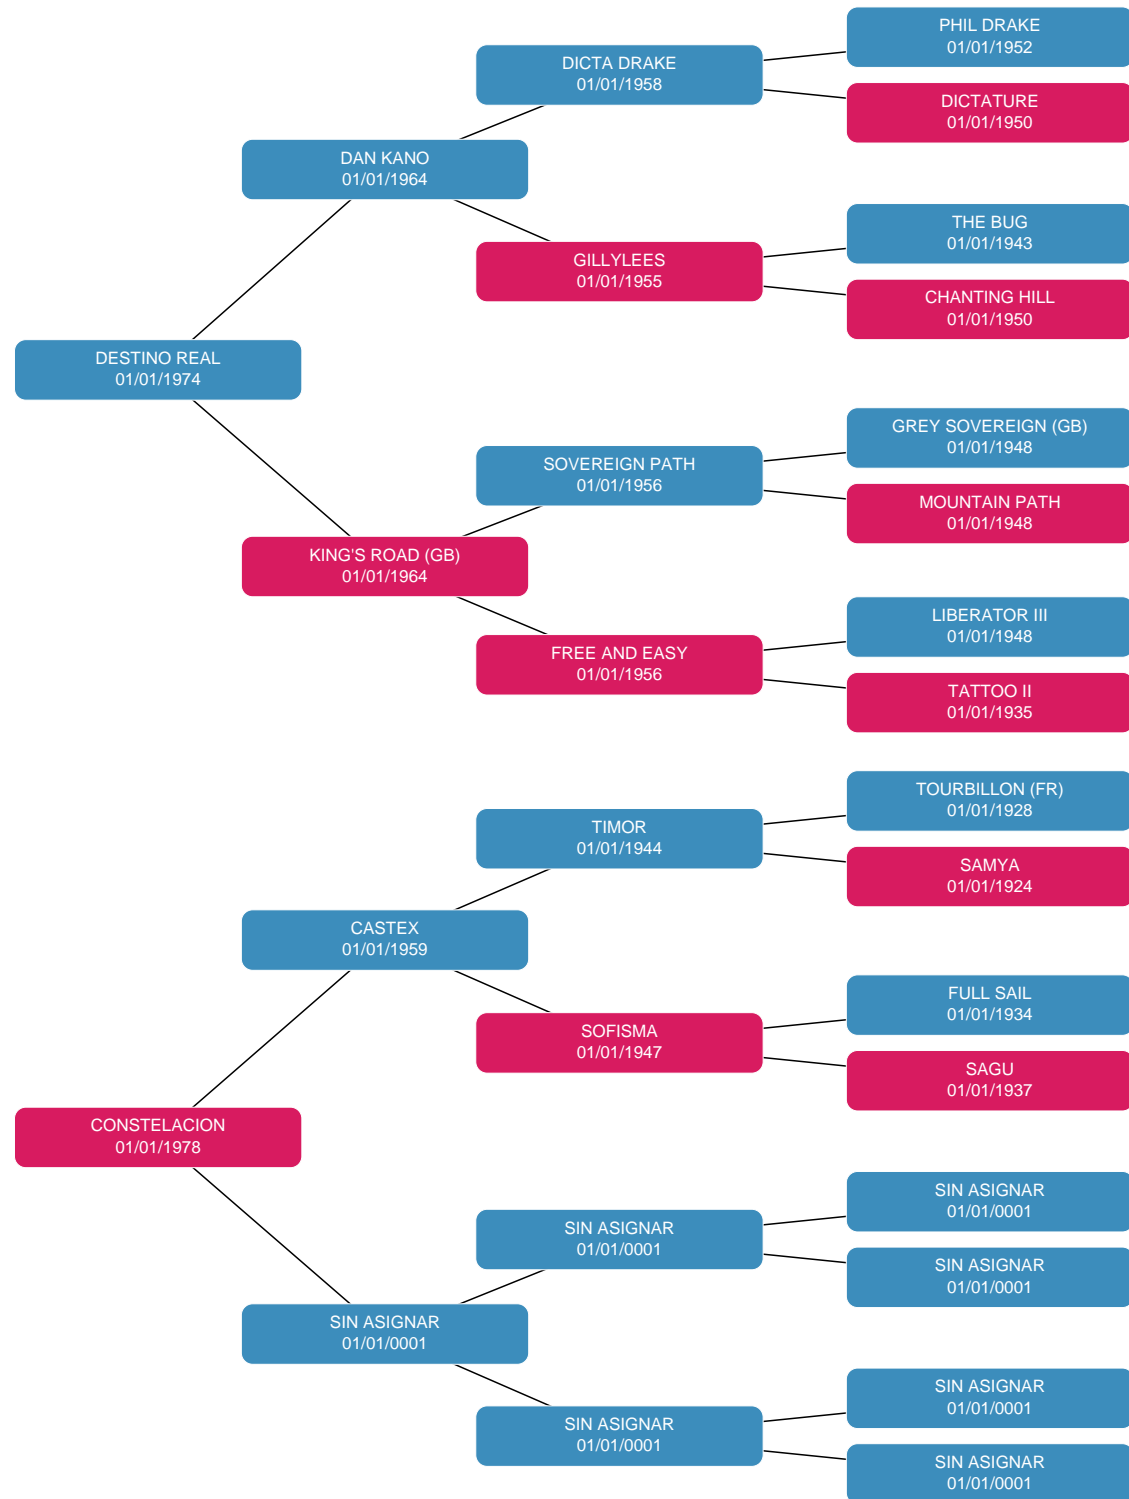 PHIL DRAKE
01/01/1952
DICTA DRAKE
01/01/1958
DICTATURE
01/01/1950
DAN KANO
01/01/1964
THE BUG
01/01/1943
GILLYLEES
01/01/1955
CHANTING HILL
01/01/1950
DESTINO REAL
01/01/1974
GREY SOVEREIGN (GB)
01/01/1948
SOVEREIGN PATH
01/01/1956
MOUNTAIN PATH
01/01/1948
KING'S ROAD (GB)
01/01/1964
LIBERATOR III
01/01/1948
FREE AND EASY
01/01/1956
TATTOO II
01/01/1935
TOURBILLON (FR)
01/01/1928
TIMOR
01/01/1944
SAMYA
01/01/1924
CASTEX
01/01/1959
FULL SAIL
01/01/1934
SOFISMA
01/01/1947
SAGU
01/01/1937
CONSTELACION
01/01/1978
SIN ASIGNAR
01/01/0001
SIN ASIGNAR
01/01/0001
SIN ASIGNAR
01/01/0001
SIN ASIGNAR
01/01/0001
SIN ASIGNAR
01/01/0001
SIN ASIGNAR
01/01/0001
SIN ASIGNAR
01/01/0001